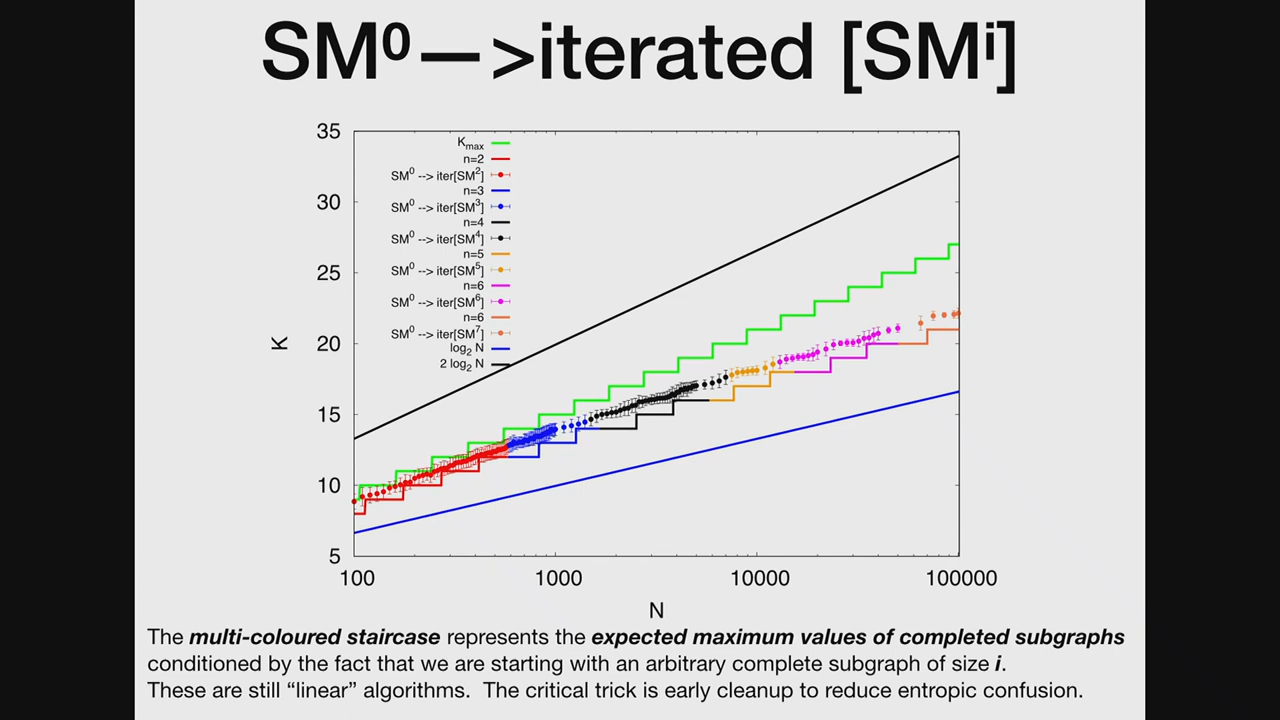 SM⁰—>iterated [SMⁱ]
35
30
25
20
15
10
5
K
K_max
n=2
SM⁰ --> iter[SM²]
n=3
SM⁰ --> iter[SM³]
n=4
SM⁰ --> iter[SM⁴]
n=5
SM⁰ --> iter[SM⁵]
n=6
SM⁰ --> iter[SM⁶]
n=6
SM⁰ --> iter[SM⁷]
log₂ N
2 log₂ N
100 1000 10000 100000
N
The multi-coloured staircase represents the expected maximum values of completed subgraphs
conditioned by the fact that we are starting with an arbitrary complete subgraph of size i.
These are still “linear” algorithms. The critical trick is early cleanup to reduce entropic confusion.